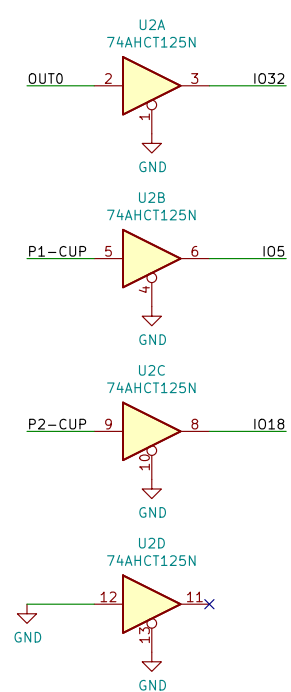 U2A
74AHCT125N
OUT0 2 3 IO32
1
GND
U2B
74AHCT125N
P1-CUP 5 6 IO5
4
GND
U2C
74AHCT125N
P2-CUP 9 8 IO18
10
GND
U2D
74AHCT125N
12 11
13
GND
GND